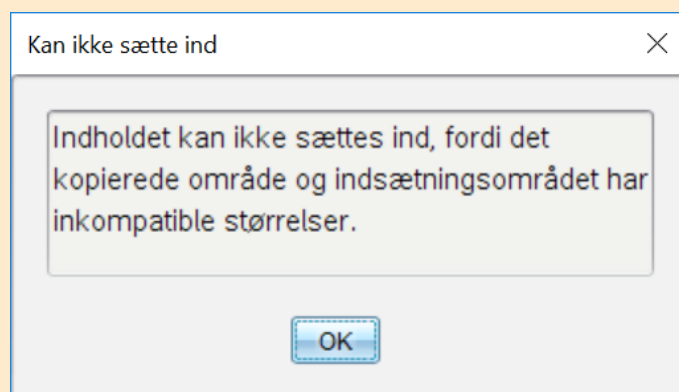 Kan ikke sætte ind
Indholdet kan ikke sættes ind, fordi det
kopierede område og indsætningsområdet har
inkompatible størrelser.
OK